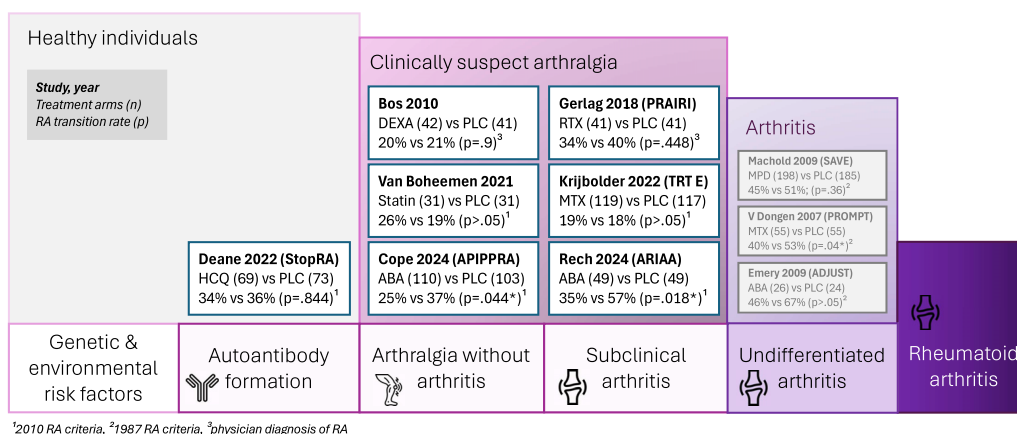 Healthy individuals
Study, year
Treatment arms (n)
RA transition rate (p)
Clinically suspect arthralgia
Bos 2010
DEXA (42) vs PLC (41)
20% vs 21% (p=.9)³
Gerlag 2018 (PRAIRI)
RTX (41) vs PLC (41)
34% vs 40% (p=.448)³
Van Boheemen 2021
Statin (31) vs PLC (31)
26% vs 19% (p>.05)¹
Krijbolder 2022 (TRT E)
MTX (119) vs PLC (117)
19% vs 18% (p>.05)¹
Deane 2022 (StopRA)
HCQ (69) vs PLC (73)
34% vs 36% (p=.844)¹
Cope 2024 (APIPPRA)
ABA (110) vs PLC (103)
25% vs 37% (p=.044*)¹
Rech 2024 (ARIAA)
ABA (49) vs PLC (49)
35% vs 57% (p=.018*)¹
Arthritis
Machold 2009 (SAVE)
MPD (198) vs PLC (185)
45% vs 51%; (p=.36)²
V Dongen 2007 (PROMPT)
MTX (55) vs PLC (55)
40% vs 53% (p=.04*)²
Emery 2009 (ADJUST)
ABA (26) vs PLC (24)
46% vs 67% (p>.05)²
Genetic &
environmental
risk factors
Autoantibody
formation
Arthralgia without
arthritis
Subclinical
arthritis
Undifferentiated
arthritis
Rheumatoid
arthritis
¹2010 RA criteria, ²1987 RA criteria, ³physician diagnosis of RA